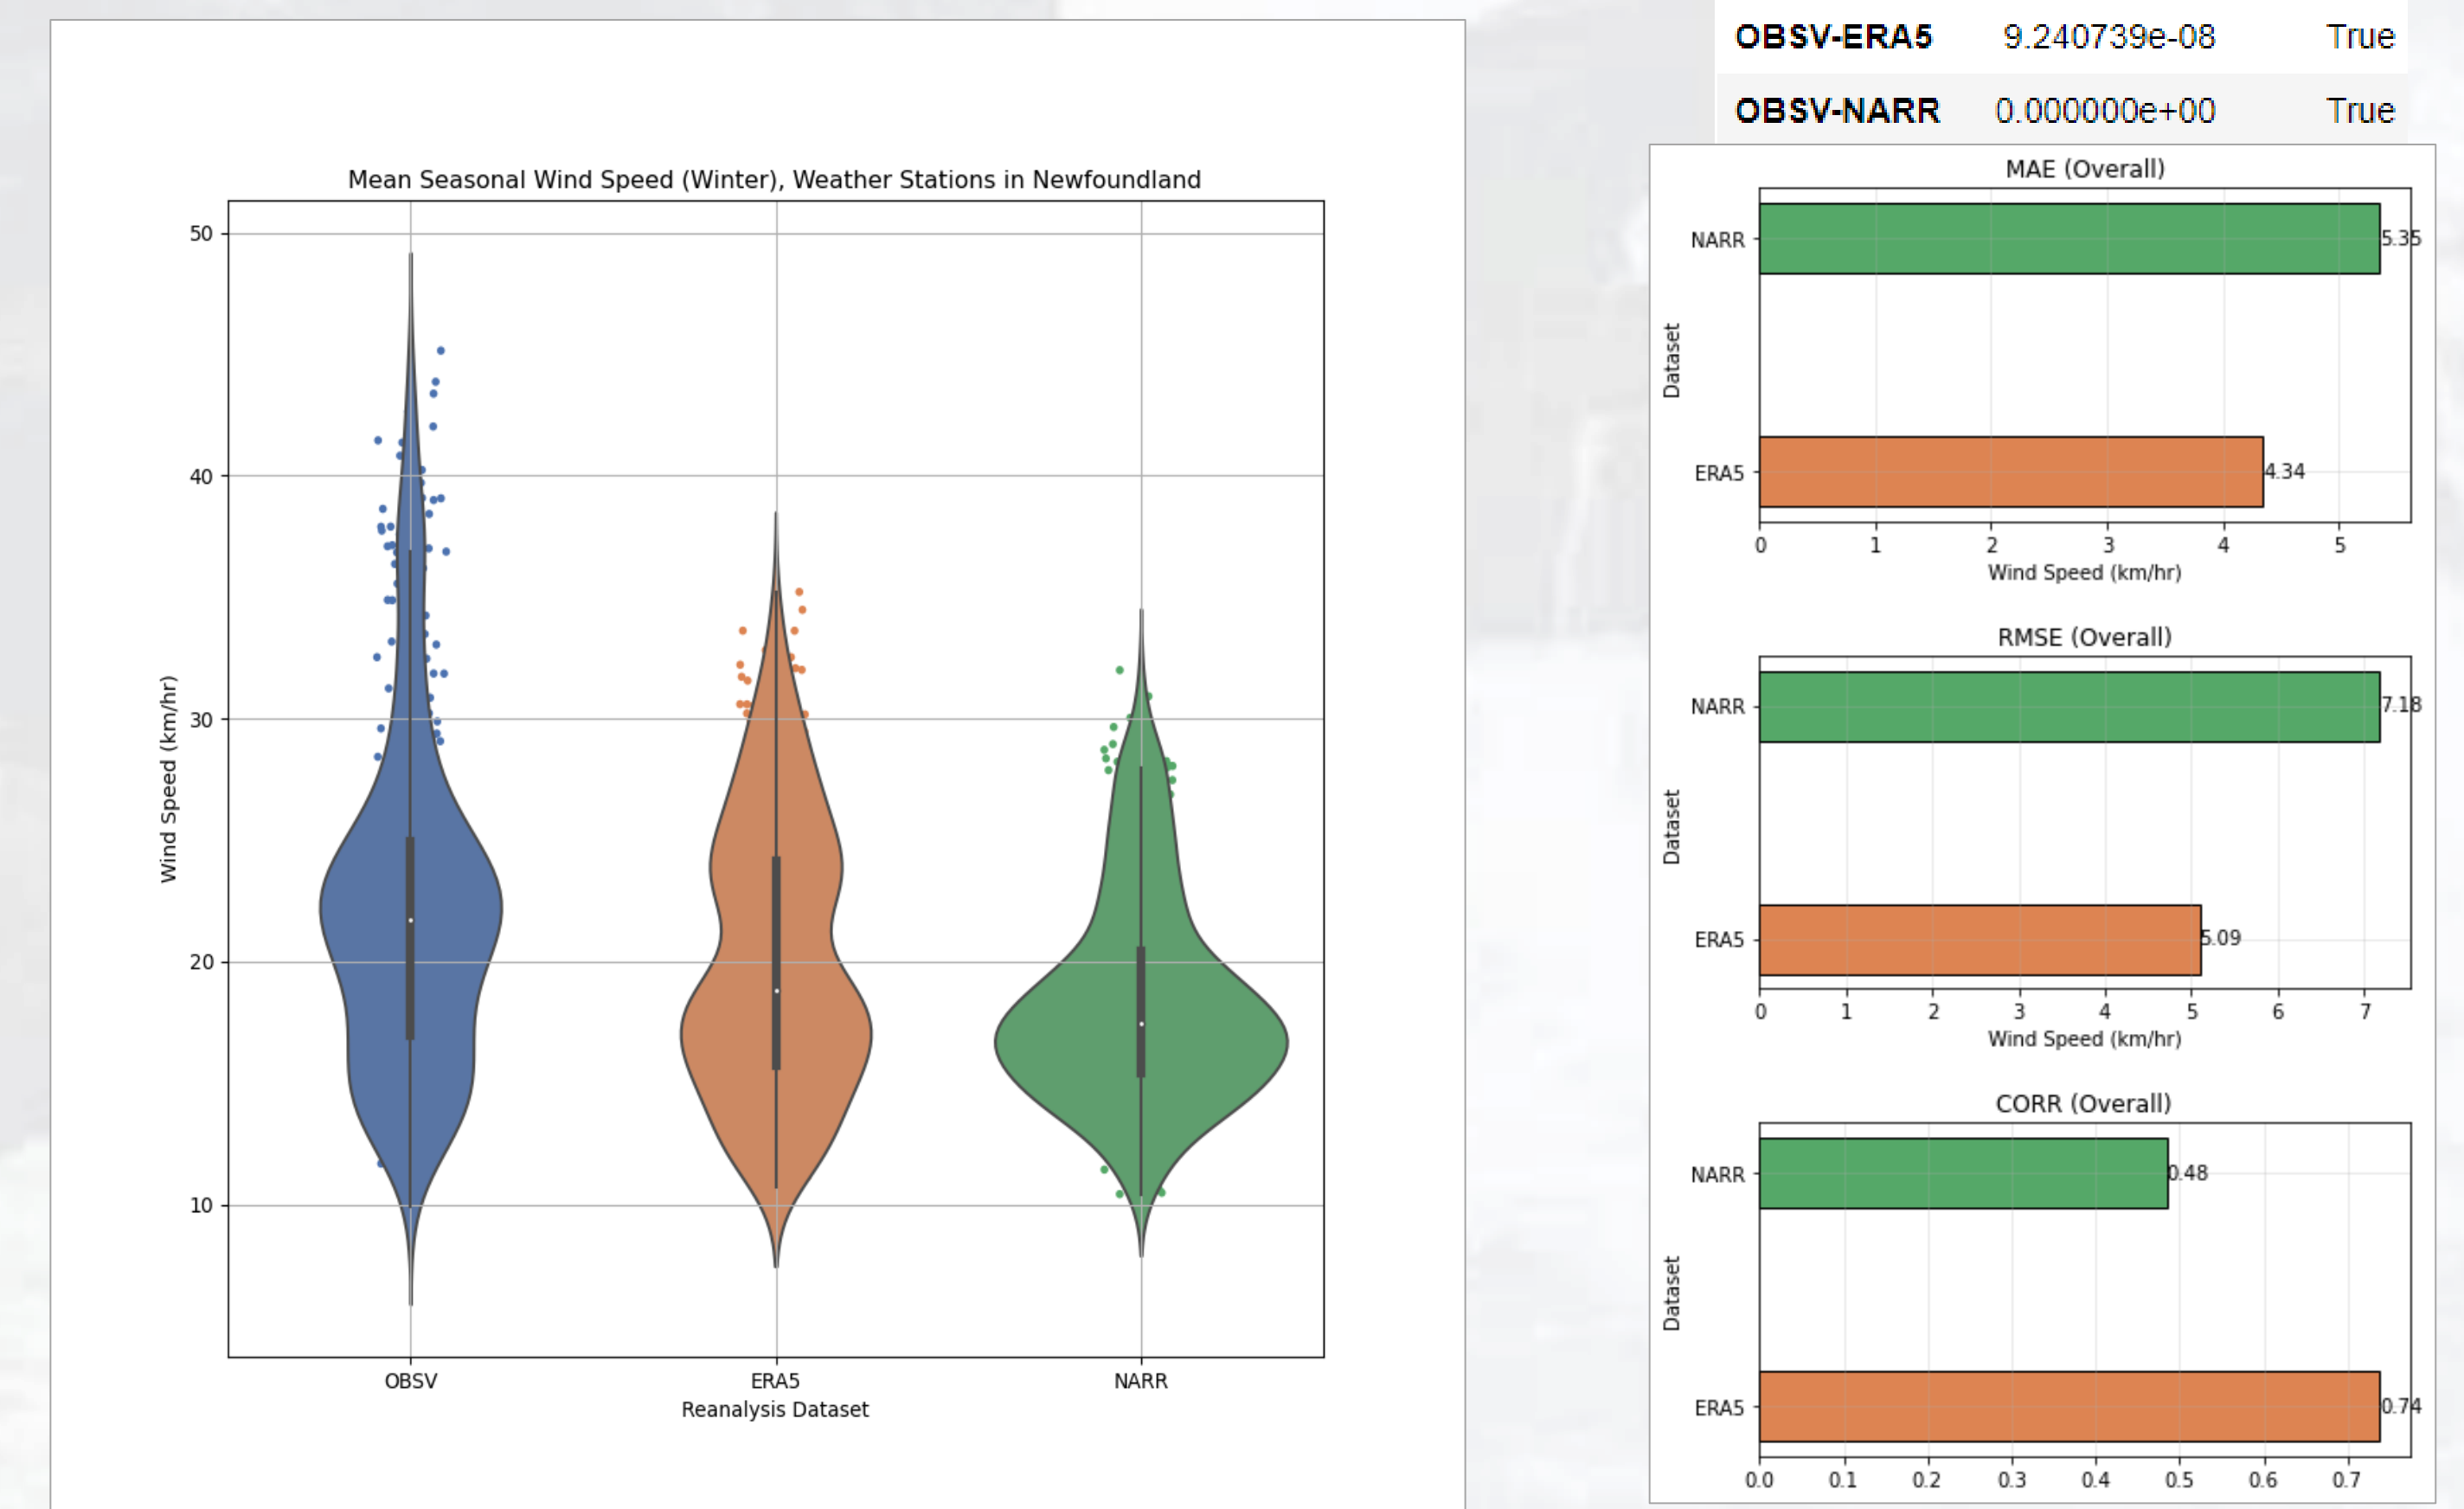 OBSV-ERA5 9.240739e-08 True
OBSV-NARR 0.000000e+00 True
Mean Seasonal Wind Speed (Winter), Weather Stations in Newfoundland
50
40
30
20
10
Wind Speed (km/hr)
OBSV ERA5 NARR
Reanalysis Dataset
MAE (Overall)
NARR 5.35
Dataset
ERA5 4.34
0 1 2 3 4 5
Wind Speed (km/hr)
RMSE (Overall)
NARR 7.18
Dataset
ERA5 5.09
0 1 2 3 4 5 6 7
Wind Speed (km/hr)
CORR (Overall)
NARR 0.48
Dataset
ERA5 0.74
0.0 0.1 0.2 0.3 0.4 0.5 0.6 0.7